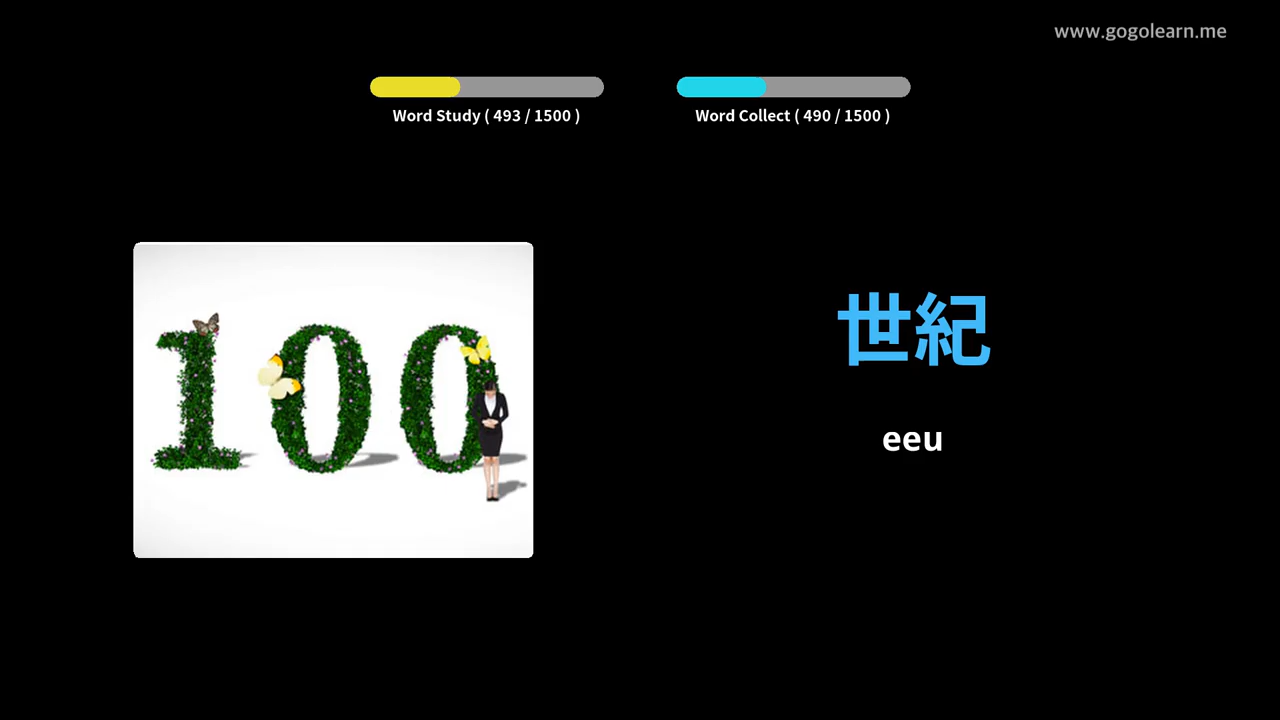 www.gogolearn.me
Word Study ( 493 / 1500 )
Word Collect ( 490 / 1500 )
100
世紀
eeu